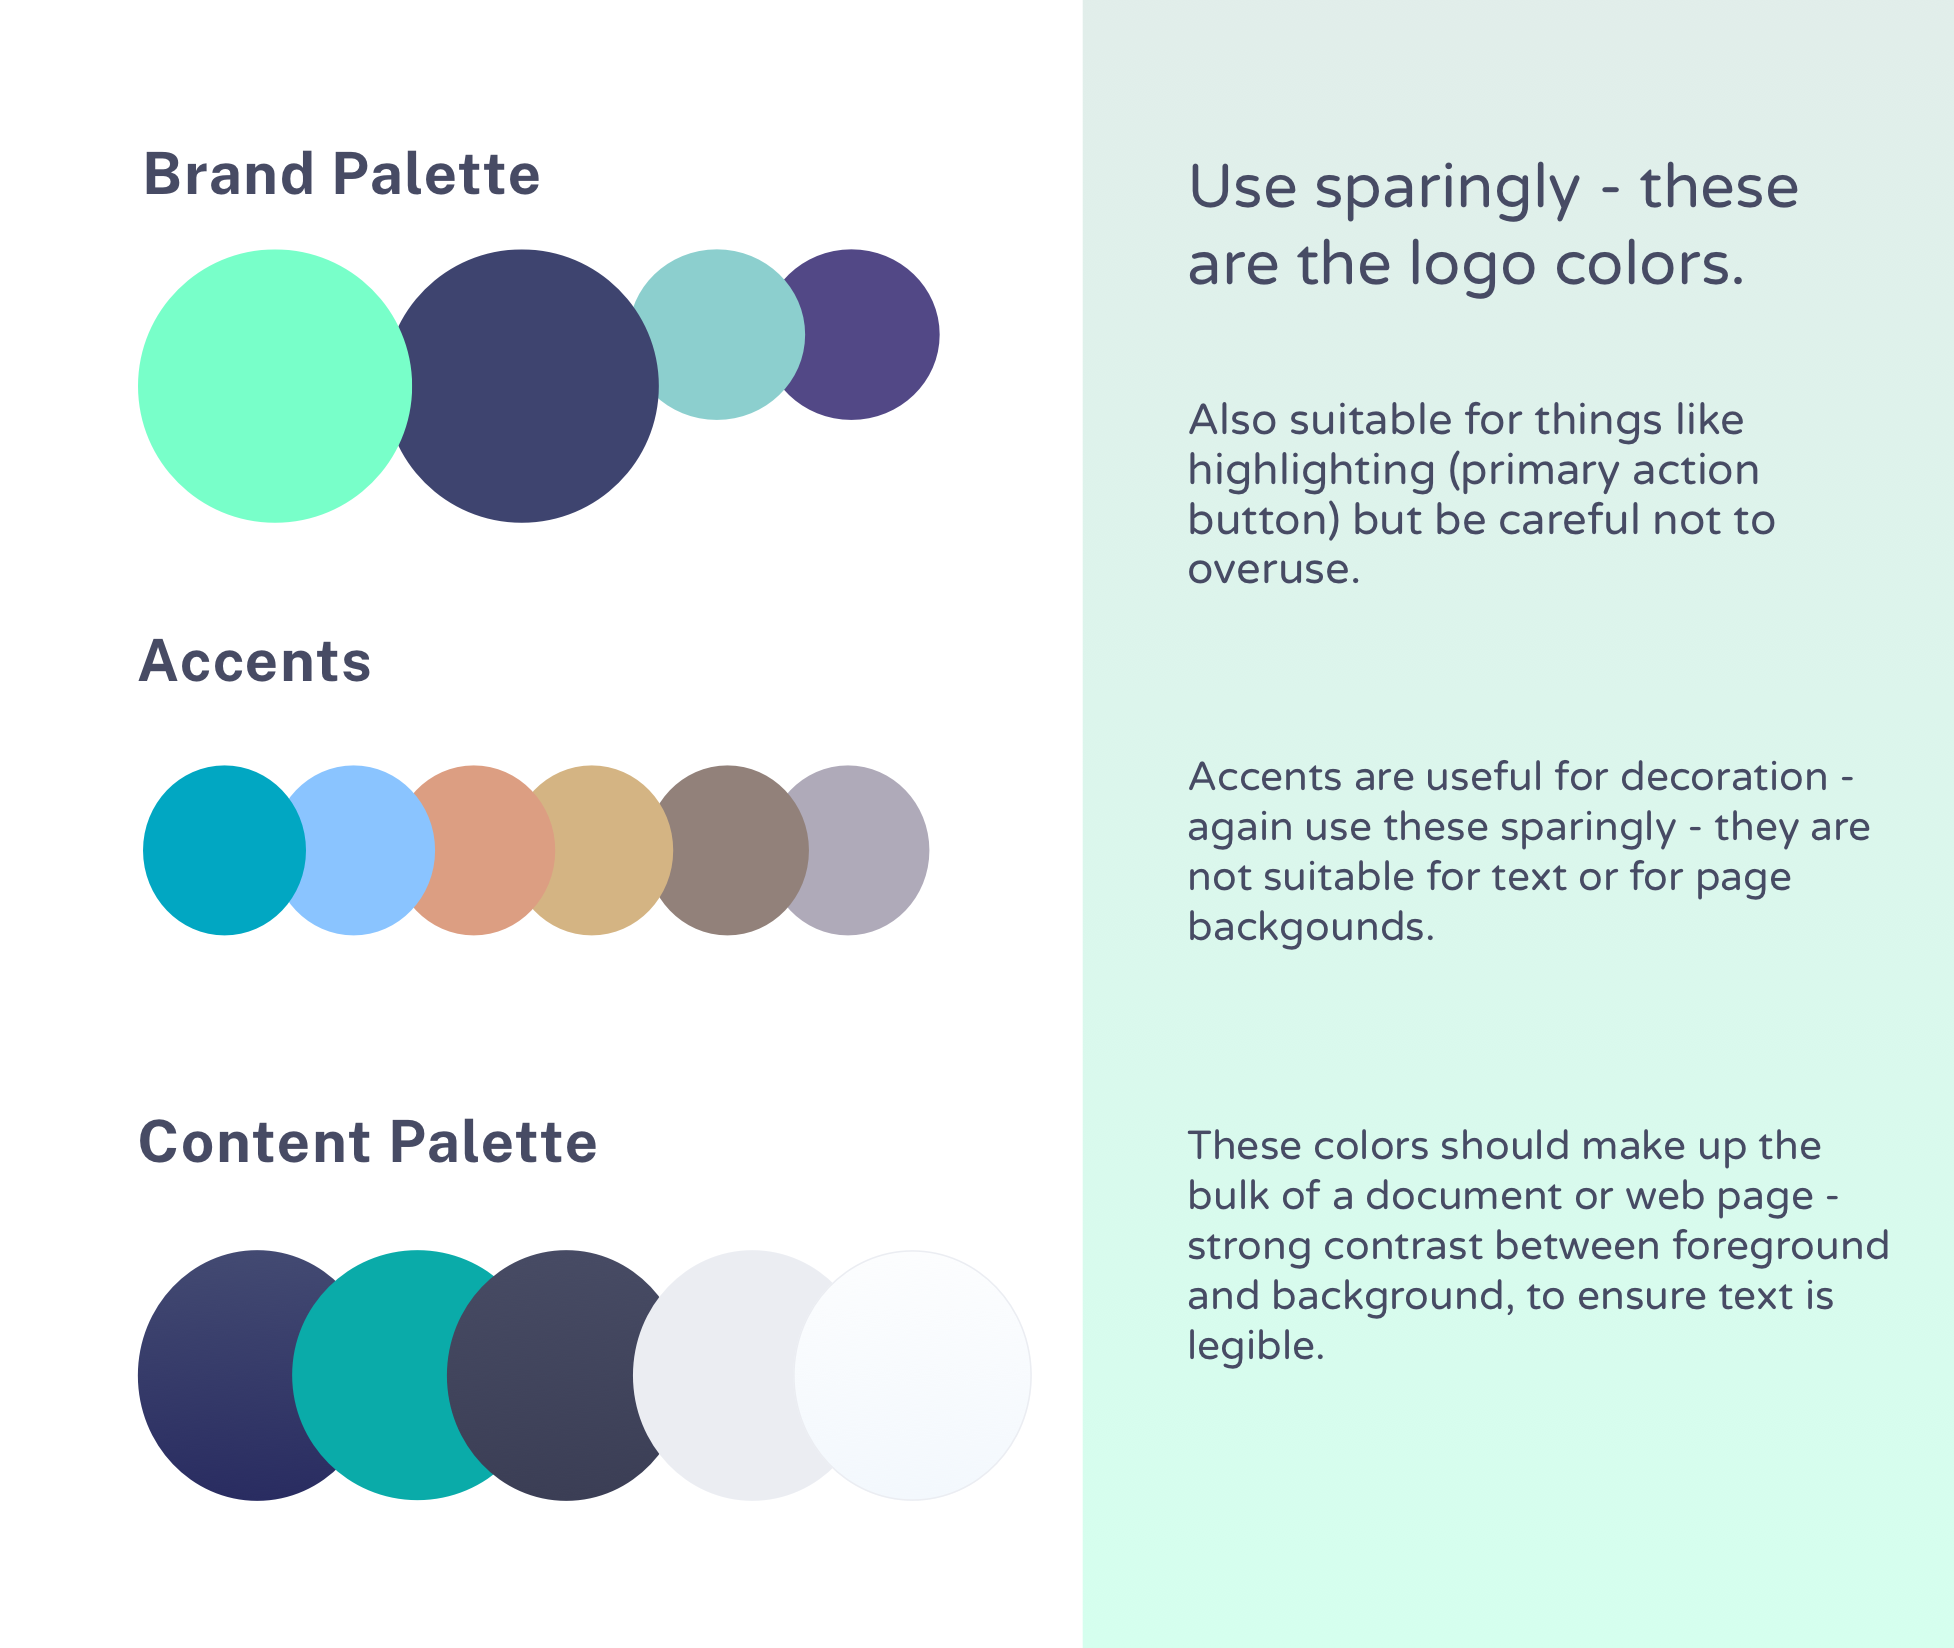 Brand Palette
Use sparingly - these
are the logo colors.
Also suitable for things like
highlighting (primary action
button) but be careful not to
overuse.
Accents
Accents are useful for decoration -
again use these sparingly - they are
not suitable for text or for page
backgounds.
Content Palette
These colors should make up the
bulk of a document or web page -
strong contrast between foreground
and background, to ensure text is
legible.